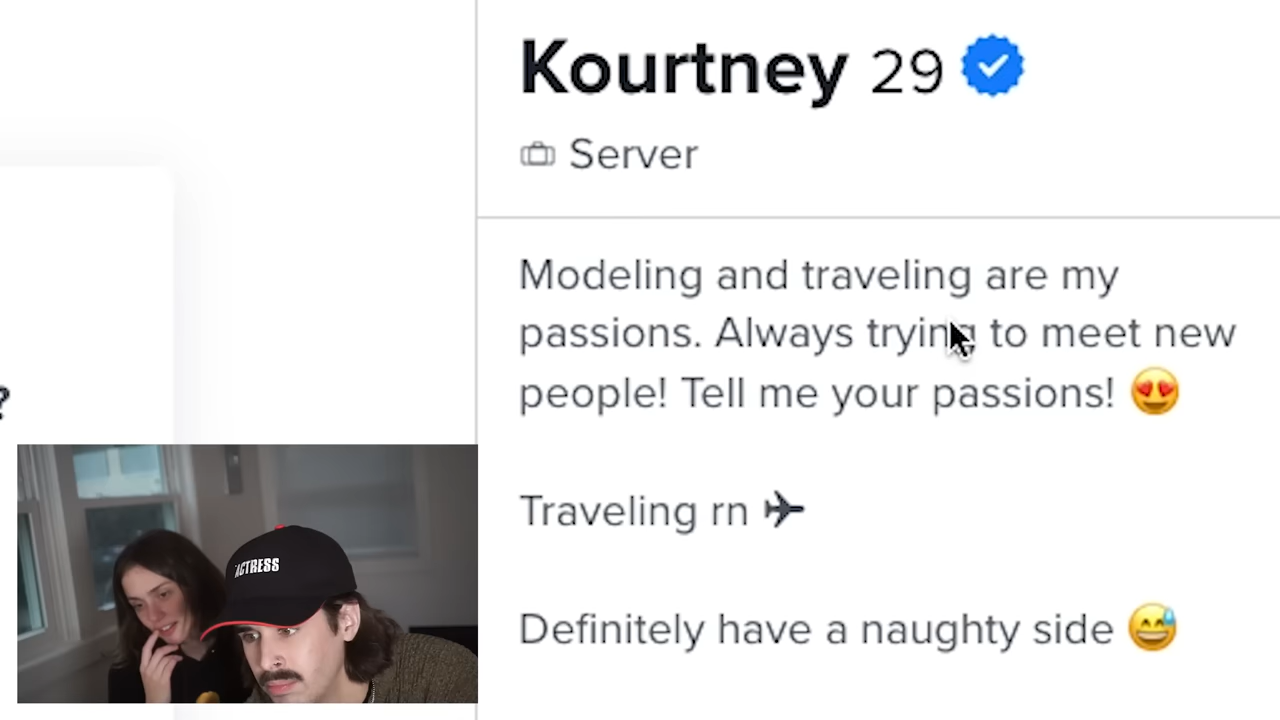 Kourtney 29
Server
Modeling and traveling are my
passions. Always trying to meet new
people! Tell me your passions! 😍
Traveling rn ✈
Definitely have a naughty side 😅
?
ACTRESS